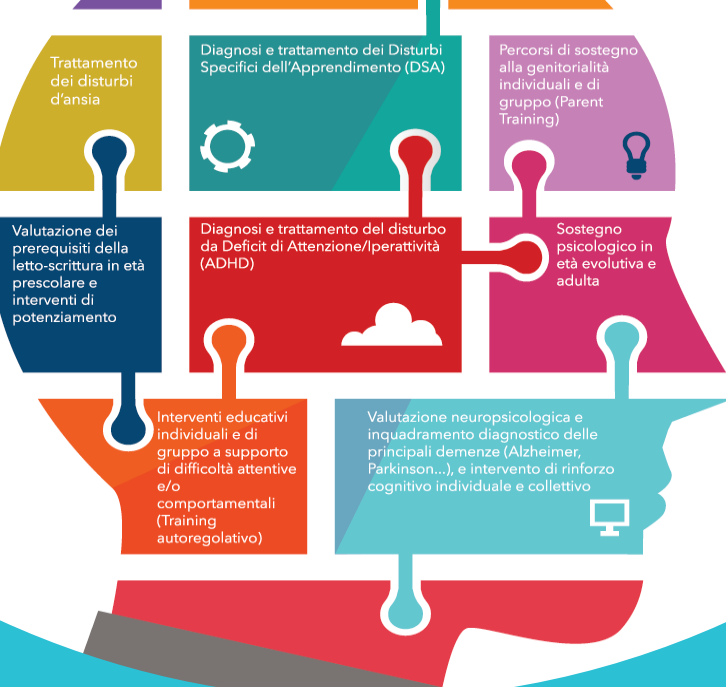 Trattamento
dei disturbi
d'ansia
Diagnosi e trattamento dei Disturbi
Specifici dell'Apprendimento (DSA)
Percorsi di sostegno
alla genitorialità
individuali e di
gruppo (Parent
Training)
Valutazione dei
prerequisiti della
letto-scrittura in età
prescolare e
interventi di
potenziamento
Diagnosi e trattamento del disturbo
da Deficit di Attenzione/Iperattività
(ADHD)
Sostegno
psicologico in
età evolutiva e
adulta
Interventi educativi
individuali e di
gruppo a supporto
di difficoltà attentive
e/o
comportamentali
(Training
autoregolativo)
Valutazione neuropsicologica e
inquadramento diagnostico delle
principali demenze (Alzheimer,
Parkinson...), e intervento di rinforzo
cognitivo individuale e collettivo